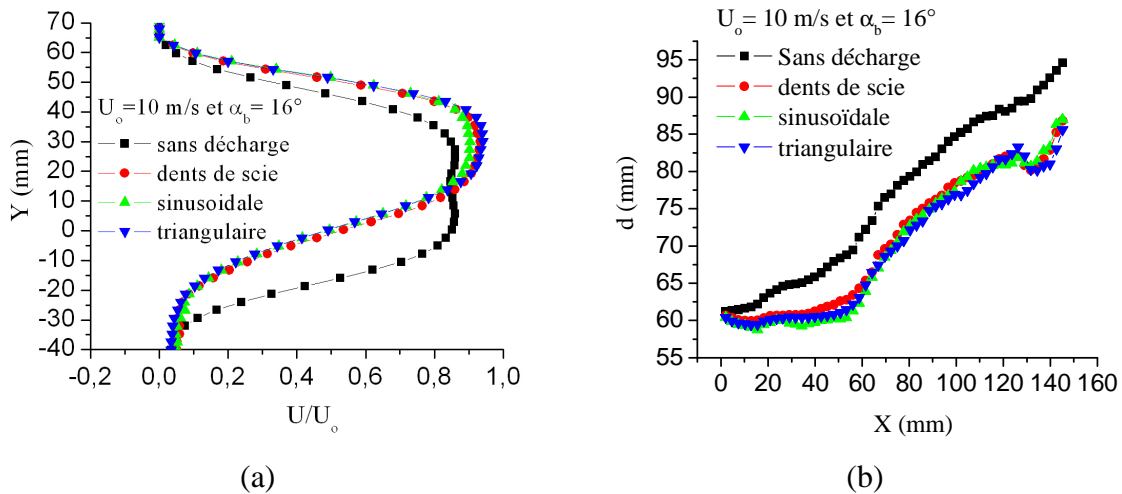 70
60
50
40
30
20
10
0
-10
-20
-30
-40
Y (mm)
Uₒ=10 m/s et αb= 16°
sans décharge
dents de scie
sinusoidale
triangulaire
-0,2 0,0 0,2 0,4 0,6 0,8 1,0
U/Uₒ
(a)
Uₒ= 10 m/s et αb= 16°
Sans décharge
dents de scie
sinusoïdale
triangulaire
95
90
85
80
75
70
65
60
55
d (mm)
0 20 40 60 80 100 120 140 160
X (mm)
(b)